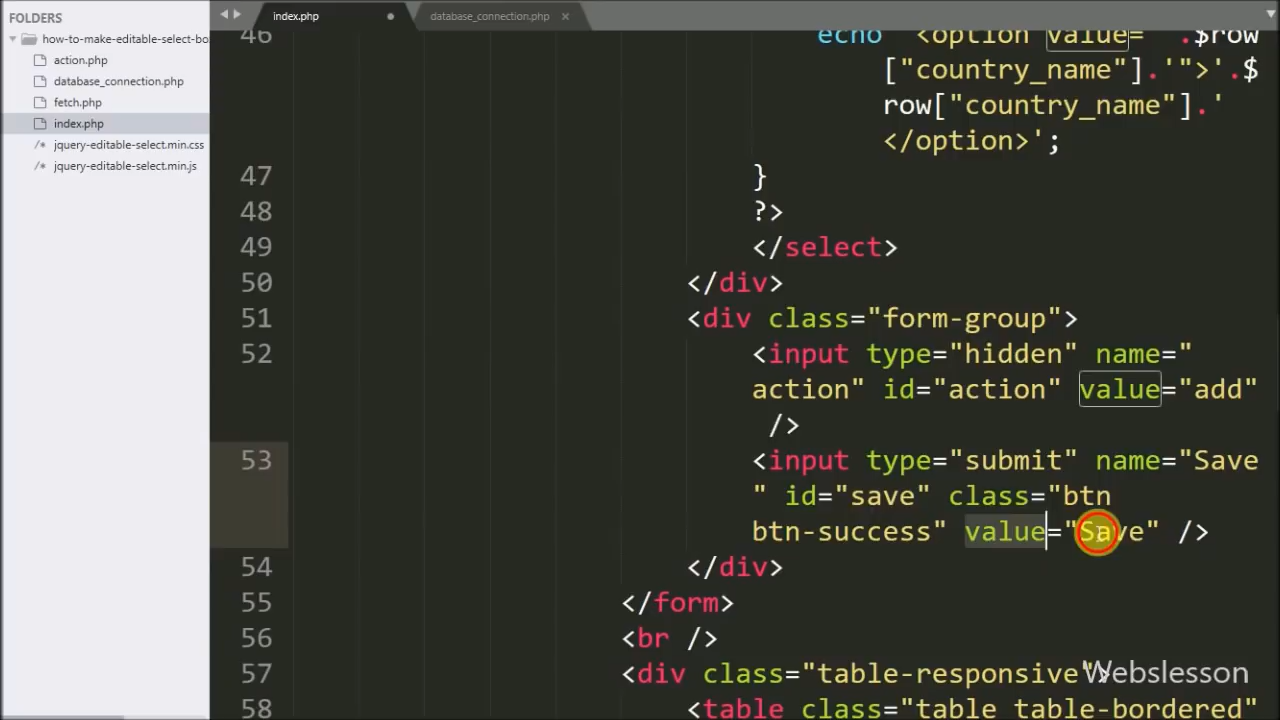 FOLDERS
how-to-make-editable-select-bo
action.php
database_connection.php
fetch.php
index.php
/* jquery-editable-select.min.css
/* jquery-editable-select.min.js
index.php
database_connection.php
46 echo '<option value="'.$row
["country_name"].'">'.$
row["country_name"].'
</option>';
47 }
48 ?>
49 </select>
50 </div>
51 <div class="form-group">
52 <input type="hidden" name="
action" id="action" value="add"
/>
53 <input type="submit" name="Save
" id="save" class="btn
btn-success" value="Save" />
54 </div>
55 </form>
56 <br />
57 <div class="table-responsive">
58 <table class="table table-bordered"
Webslesson